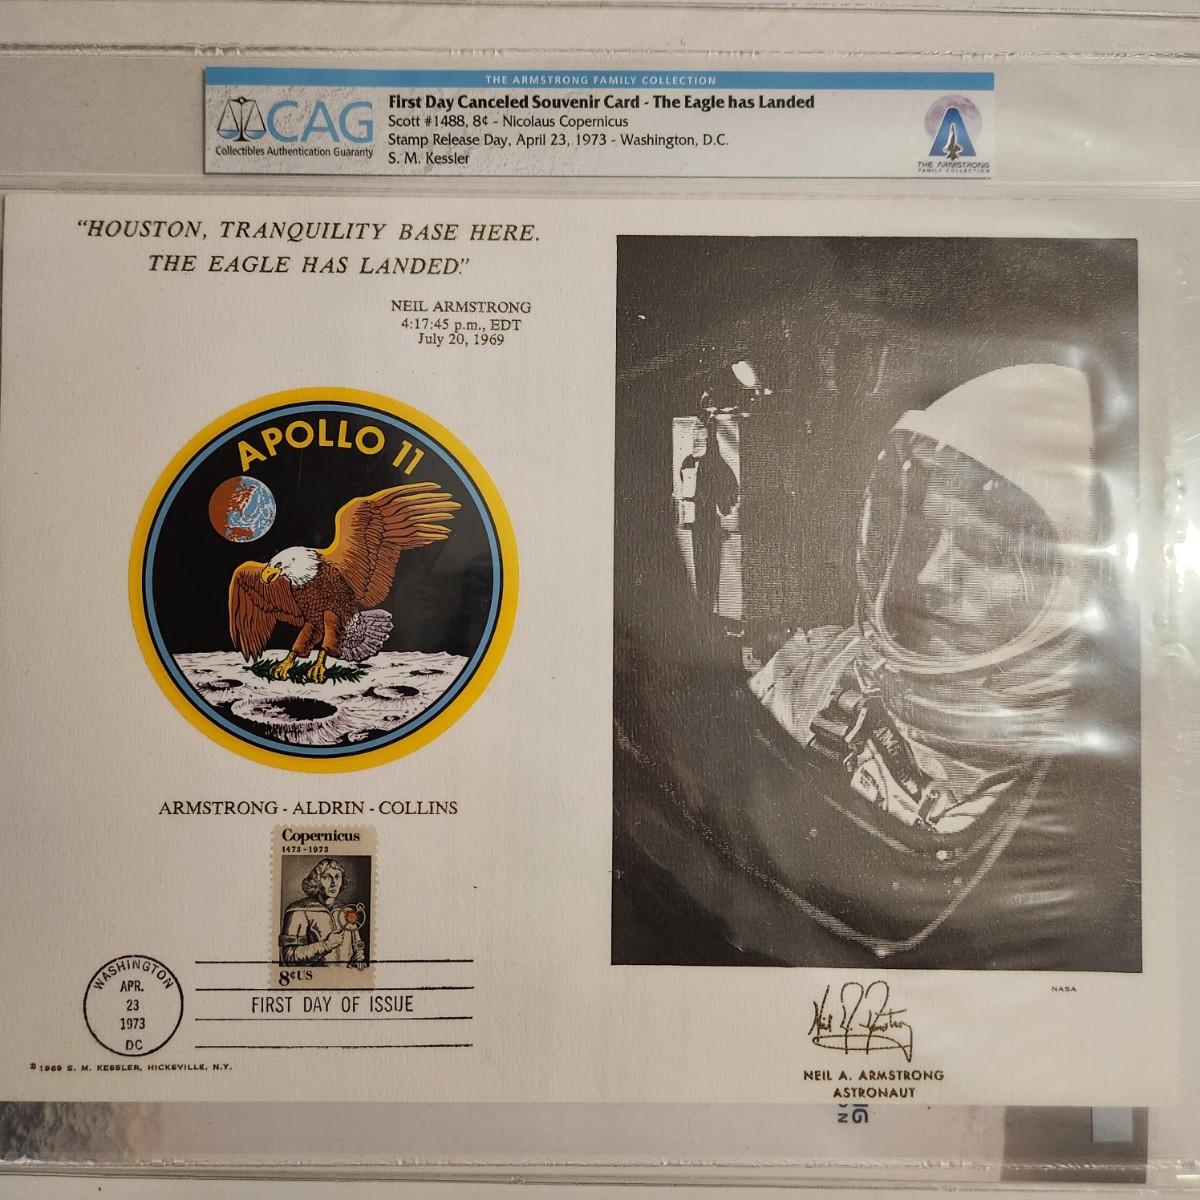 THE ARMSTRONG FAMILY COLLECTION
CAG
Collectibles Authentication Guaranty
First Day Canceled Souvenir Card - The Eagle has Landed
Scott #1488, 8¢ - Nicolaus Copernicus
Stamp Release Day, April 23, 1973 - Washington, D.C.
S. M. Kessler
A
THE ARMSTRONG
FAMILY COLLECTION
"HOUSTON, TRANQUILITY BASE HERE.
THE EAGLE HAS LANDED."
NEIL ARMSTRONG
4:17:45 p.m., EDT
July 20, 1969
APOLLO 11
ARMSTRONG - ALDRIN - COLLINS
Copernicus
1473-1973
8¢ US
WASHINGTON
APR.
23
1973
DC
FIRST DAY OF ISSUE
© 1969 S. M. KESSLER, HICKSVILLE, N.Y.
NASA
Neil A. Armstrong
NEIL A. ARMSTRONG
ASTRONAUT